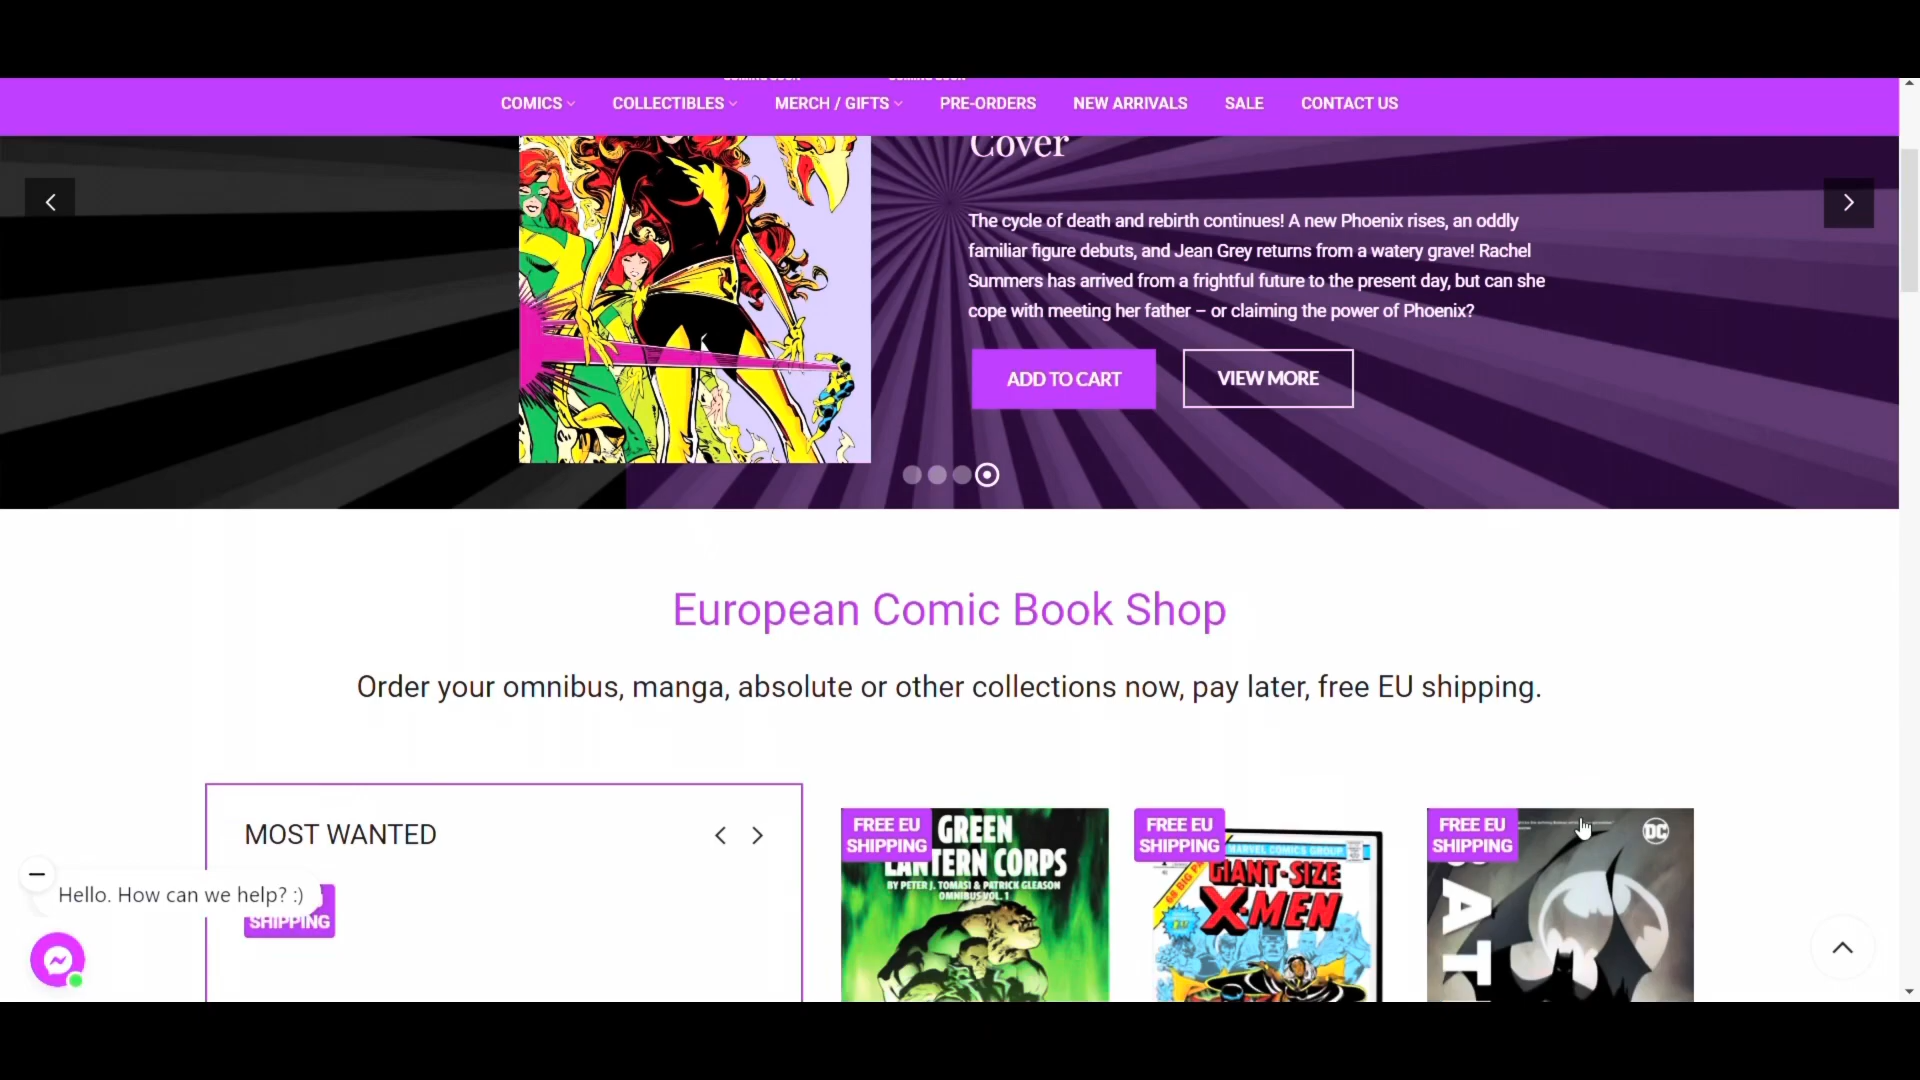 COMICS
COLLECTIBLES
MERCH / GIFTS
PRE-ORDERS
NEW ARRIVALS
SALE
CONTACT US
Cover
The cycle of death and rebirth continues! A new Phoenix rises, an oddly
familiar figure debuts, and Jean Grey returns from a watery grave! Rachel
Summers has arrived from a frightful future to the present day, but can she
cope with meeting her father – or claiming the power of Phoenix?
ADD TO CART
VIEW MORE
European Comic Book Shop
Order your omnibus, manga, absolute or other collections now, pay later, free EU shipping.
MOST WANTED
Hello. How can we help? :)
SHIPPING
FREE EU
SHIPPING
GREEN
LANTERN CORPS
BY PETER J. TOMASI & PATRICK GLEASON
OMNIBUS VOL. 1
FREE EU
SHIPPING
MARVEL COMICS GROUP
GIANT-SIZE
X-MEN
FREE EU
SHIPPING
DC